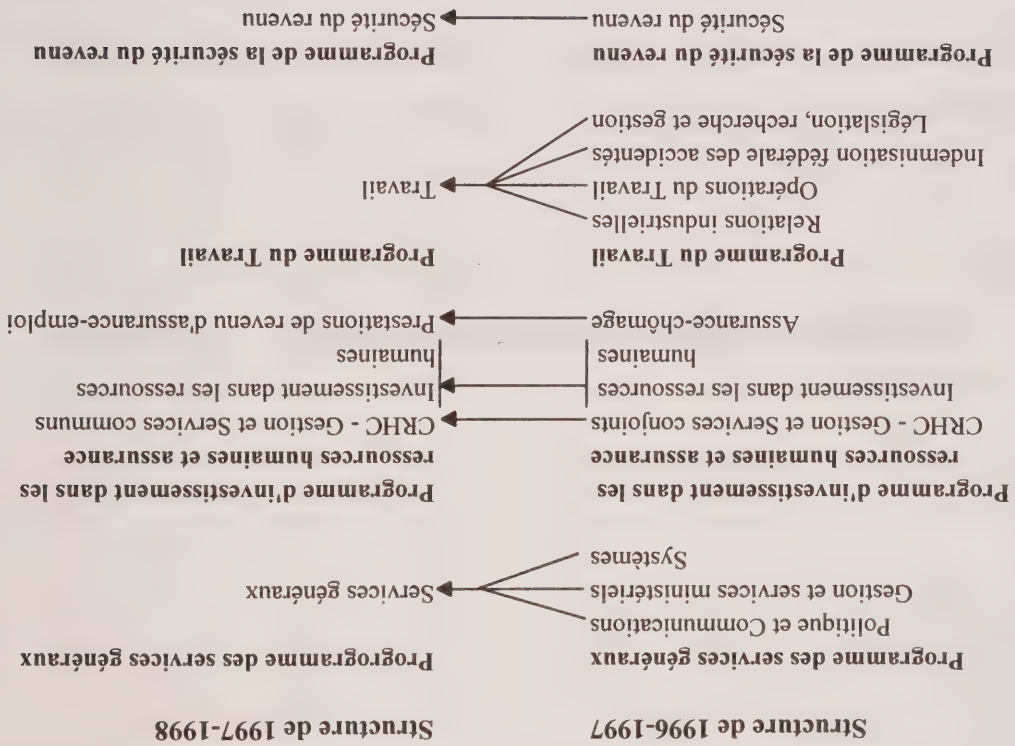 Structure de 1996-1997
Structure de 1997-1998
Programme des services généraux
Progrogramme des services généraux
Politique et Communications
Gestion et services ministériels
Systèmes
Services généraux
Programme d'investissement dans les
ressources humaines et assurance
Programme d'investissement dans les
ressources humaines et assurance
CRHC - Gestion et Services conjoints
CRHC - Gestion et Services communs
Investissement dans les ressources
humaines
Investissement dans les ressources
humaines
Assurance-chômage
Prestations de revenu d'assurance-emploi
Programme du Travail
Programme du Travail
Relations industrielles
Opérations du Travail
Indemnisation fédérale des accidentés
Législation, recherche et gestion
Travail
Programme de la sécurité du revenu
Programme de la sécurité du revenu
Sécurité du revenu
Sécurité du revenu